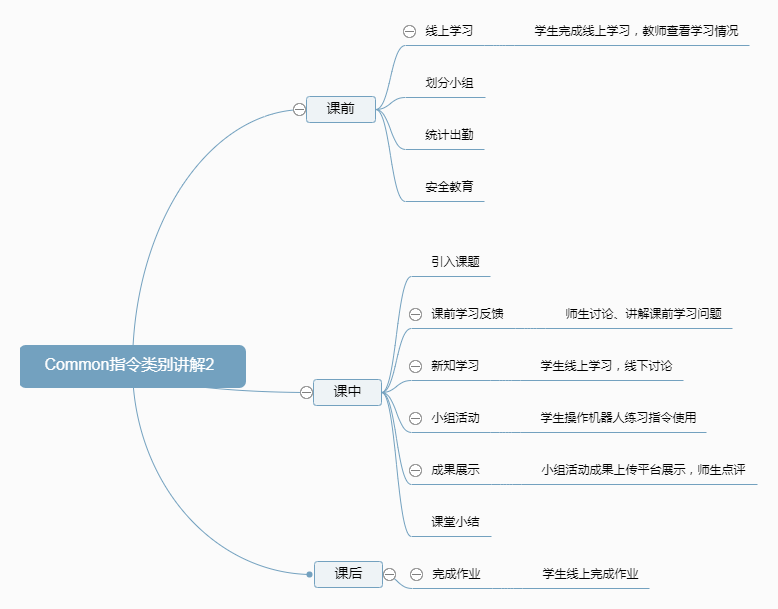 线上学习
学生完成线上学习，教师查看学习情况
划分小组
课前
统计出勤
安全教育
引入课题
课前学习反馈
师生讨论、讲解课前学习问题
Common指令类别讲解2
新知学习
学生线上学习，线下讨论
课中
小组活动
学生操作机器人练习指令使用
成果展示
小组活动成果上传平台展示，师生点评
课堂小结
课后
完成作业
学生线上完成作业